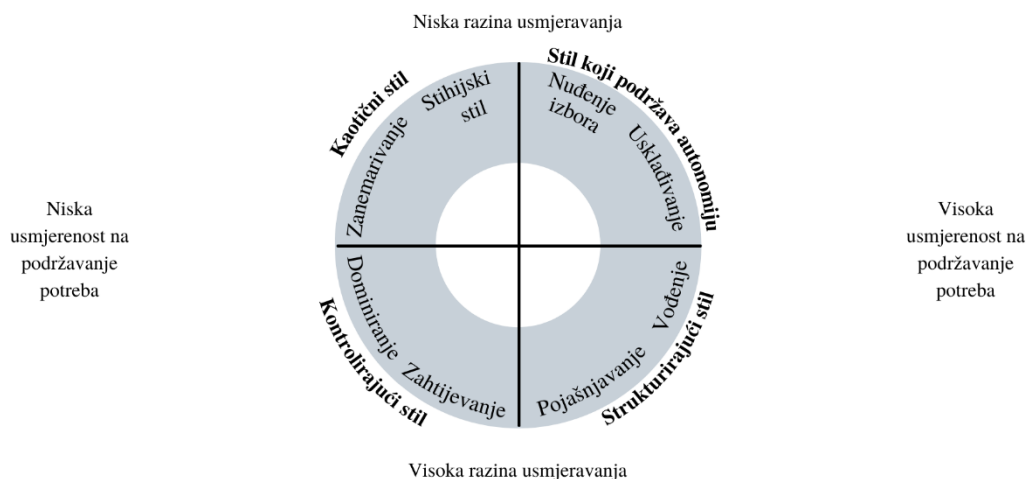 Niska razina usmjeravanja
Kaotični stil
Stihijski
stil
Zanemarivanje
Stil koji podržava autonomiju
Nuđenje
izbora
Usklađivanje
Niska
usmjerenost na
podržavanje
potreba
Visoka
usmjerenost na
podržavanje
potreba
Dominiranje
Zahtijevanje
Kontrolirajući stil
Vođenje
Pojašnjavanje
Strukturirajući stil
Visoka razina usmjeravanja